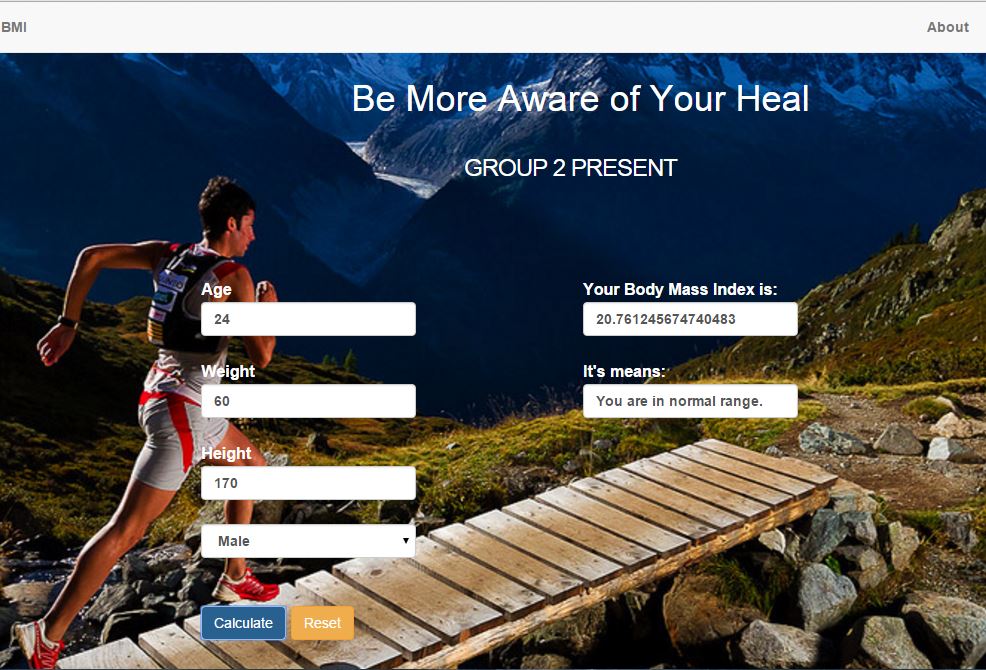 BMI
About
Be More Aware of Your Heal
GROUP 2 PRESENT
Age
24
Weight
60
Height
170
Male
Calculate
Reset
Your Body Mass Index is:
20.761245674740483
It's means:
You are in normal range.